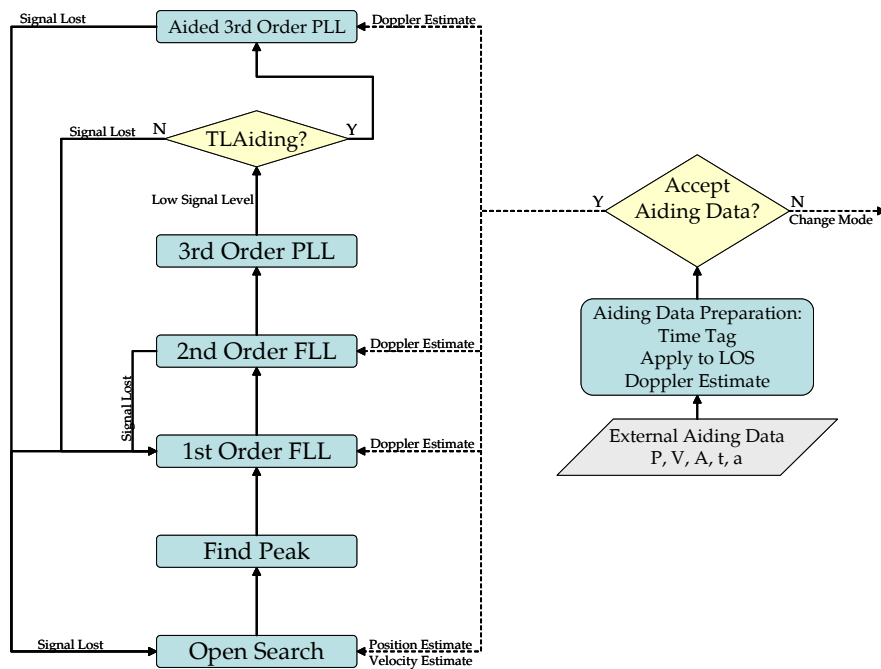 Signal Lost
Aided 3rd Order PLL
Doppler Estimate
Signal Lost
N
TLAiding?
Y
Low Signal Level
3rd Order PLL
2nd Order FLL
Doppler Estimate
Signal Lost
1st Order FLL
Doppler Estimate
Find Peak
Signal Lost
Open Search
Position Estimate
Velocity Estimate
Y
Accept
Aiding Data?
N
Change Mode
Aiding Data Preparation:
Time Tag
Apply to LOS
Doppler Estimate
External Aiding Data
P, V, A, t, a